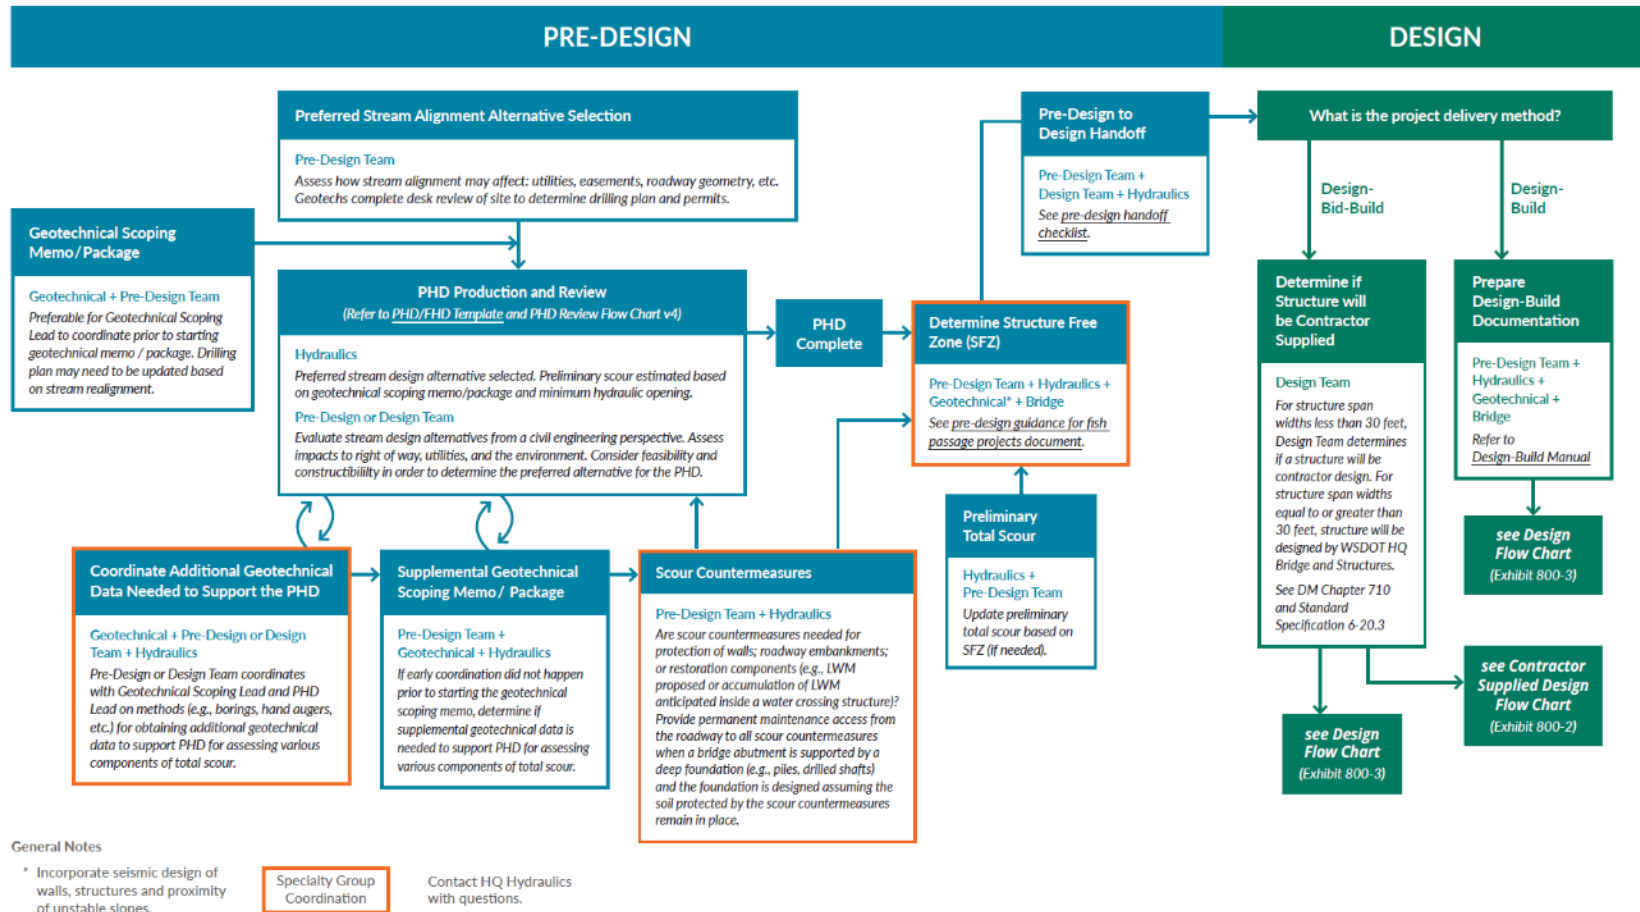 PRE-DESIGN
DESIGN
Preferred Stream Alignment Alternative Selection
Pre-Design Team
Assess how stream alignment may affect: utilities, easements, roadway geometry, etc.
Geotechs complete desk review of site to determine drilling plan and permits.
Geotechnical Scoping
Memo/Package
Geotechnical + Pre-Design Team
Preferable for Geotechnical Scoping
Lead to coordinate prior to starting
geotechnical memo / package. Drilling
plan may need to be updated based
on stream realignment.
PHD Production and Review
(Refer to PHD/FHD Template and PHD Review Flow Chart v4)
Hydraulics
Preferred stream design alternative selected. Preliminary scour estimated based
on geotechnical scoping memo/package and minimum hydraulic opening.
Pre-Design or Design Team
Evaluate stream design alternatives from a civil engineering perspective. Assess
impacts to right of way, utilities, and the environment. Consider feasibility and
constructibility in order to determine the preferred alternative for the PHD.
PHD
Complete
Determine Structure Free
Zone (SFZ)
Pre-Design Team + Hydraulics +
Geotechnical* + Bridge
See pre-design guidance for fish
passage projects document.
Pre-Design to
Design Handoff
Pre-Design Team +
Design Team + Hydraulics
See pre-design handoff
checklist.
Coordinate Additional Geotechnical
Data Needed to Support the PHD
Geotechnical + Pre-Design or Design
Team + Hydraulics
Pre-Design or Design Team coordinates
with Geotechnical Scoping Lead and PHD
Lead on methods (e.g., borings, hand augers,
etc.) for obtaining additional geotechnical
data to support PHD for assessing various
components of total scour.
Supplemental Geotechnical
Scoping Memo/ Package
Pre-Design Team +
Geotechnical + Hydraulics
If early coordination did not happen
prior to starting the geotechnical
scoping memo, determine if
supplemental geotechnical data is
needed to support PHD for assessing
various components of total scour.
Scour Countermeasures
Pre-Design Team + Hydraulics
Are scour countermeasures needed for
protection of walls; roadway embankments;
or restoration components (e.g., LWM
proposed or accumulation of LWM
anticipated inside a water crossing structure)?
Provide permanent maintenance access from
the roadway to all scour countermeasures
when a bridge abutment is supported by a
deep foundation (e.g., piles, drilled shafts)
and the foundation is designed assuming the
soil protected by the scour countermeasures
remain in place.
Preliminary
Total Scour
Hydraulics +
Pre-Design Team
Update preliminary
total scour based on
SFZ (if needed).
What is the project delivery method?
Design-
Bid-Build
Design-
Build
Determine if
Structure will
be Contractor
Supplied
Design Team
For structure span
widths less than 30 feet,
Design Team determines
if a structure will be
contractor design. For
structure span widths
equal to or greater than
30 feet, structure will be
designed by WSDOT HQ
Bridge and Structures.
See DM Chapter 710
and Standard
Specification 6-20.3
Prepare
Design-Build
Documentation
Pre-Design Team +
Hydraulics +
Geotechnical +
Bridge
Refer to
Design-Build Manual
see Design
Flow Chart
(Exhibit 800-3)
see Contractor
Supplied Design
Flow Chart
(Exhibit 800-2)
see Design
Flow Chart
(Exhibit 800-3)
General Notes
* Incorporate seismic design of
walls, structures and proximity
of unstable slopes.
Specialty Group
Coordination
Contact HQ Hydraulics
with questions.